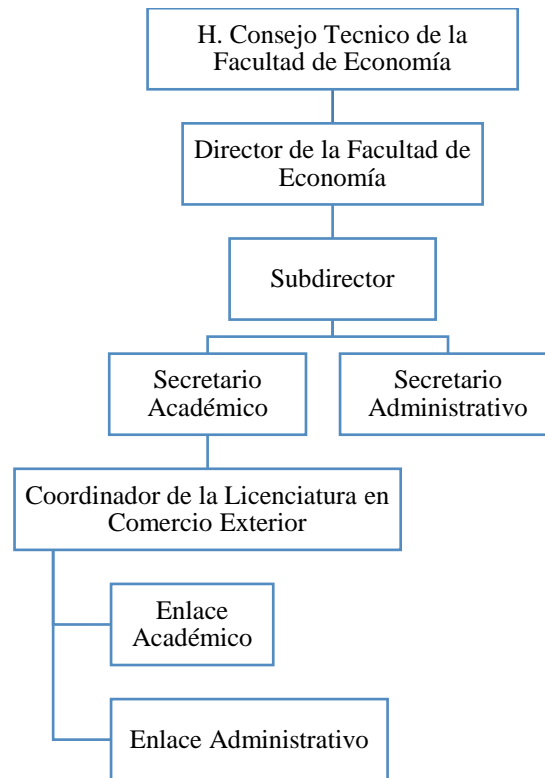 H. Consejo Tecnico de la
Facultad de Economía
Director de la Facultad de
Economía
Subdirector
Secretario
Académico
Secretario
Administrativo
Coordinador de la Licenciatura en
Comercio Exterior
Enlace
Académico
Enlace Administrativo